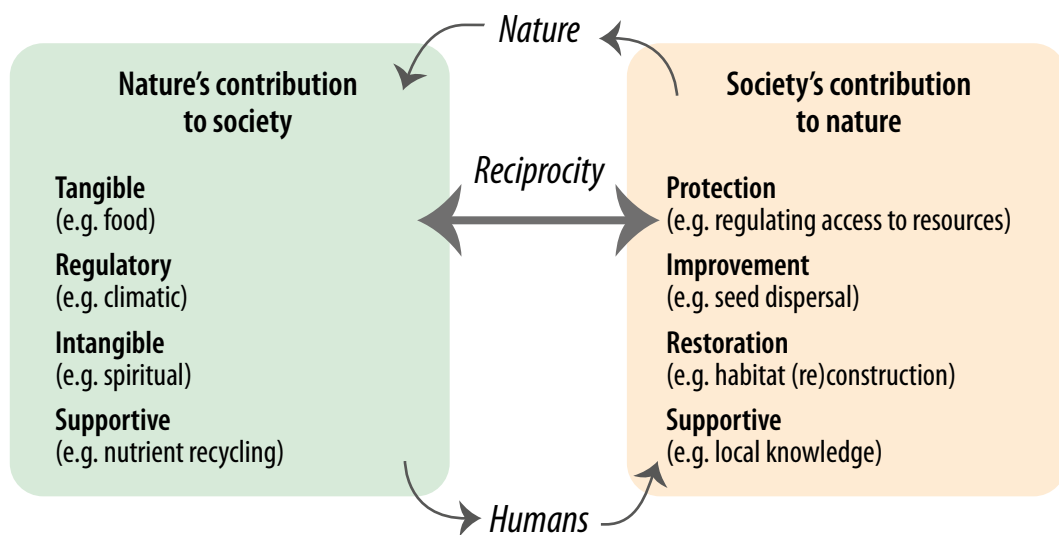 Nature
Nature's contribution
to society
Tangible
(e.g. food)
Regulatory
(e.g. climatic)
Intangible
(e.g. spiritual)
Supportive
(e.g. nutrient recycling)
Reciprocity
Society's contribution
to nature
Protection
(e.g. regulating access to resources)
Improvement
(e.g. seed dispersal)
Restoration
(e.g. habitat (re)construction)
Supportive
(e.g. local knowledge)
Humans